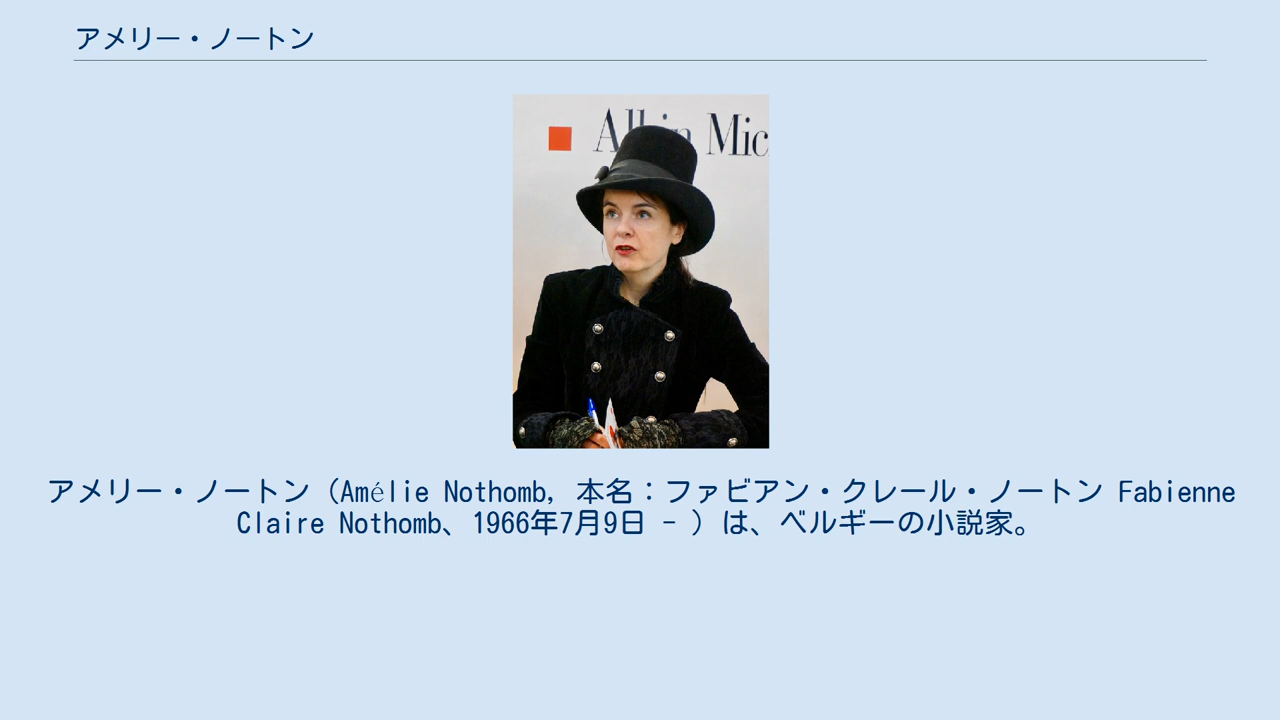 アメリー・ノートン
Albin Mic
アメリー・ノートン（Amélie Nothomb, 本名：ファビアン・クレール・ノートン Fabienne
Claire Nothomb、1966年7月9日 - ）は、ベルギーの小説家。